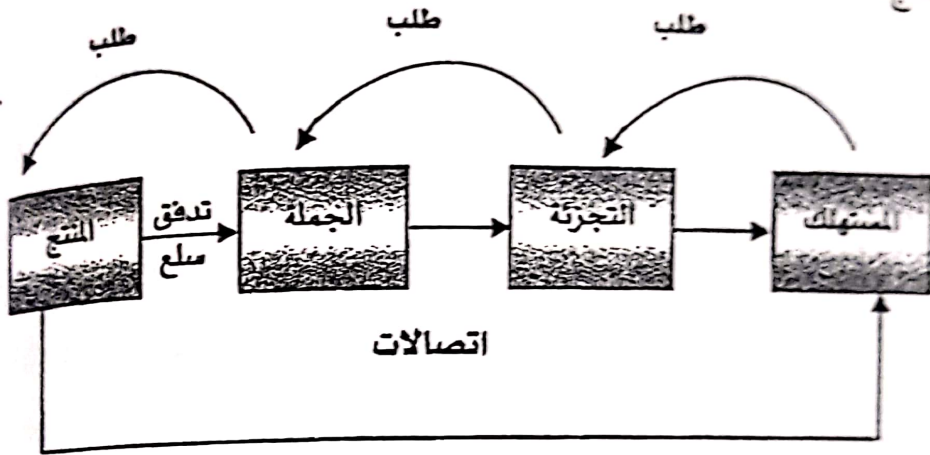 طلب
طلب
طلب
المستهلك
التجزئة
الجملة
تدفق
سلع
المنتج
اتصالات